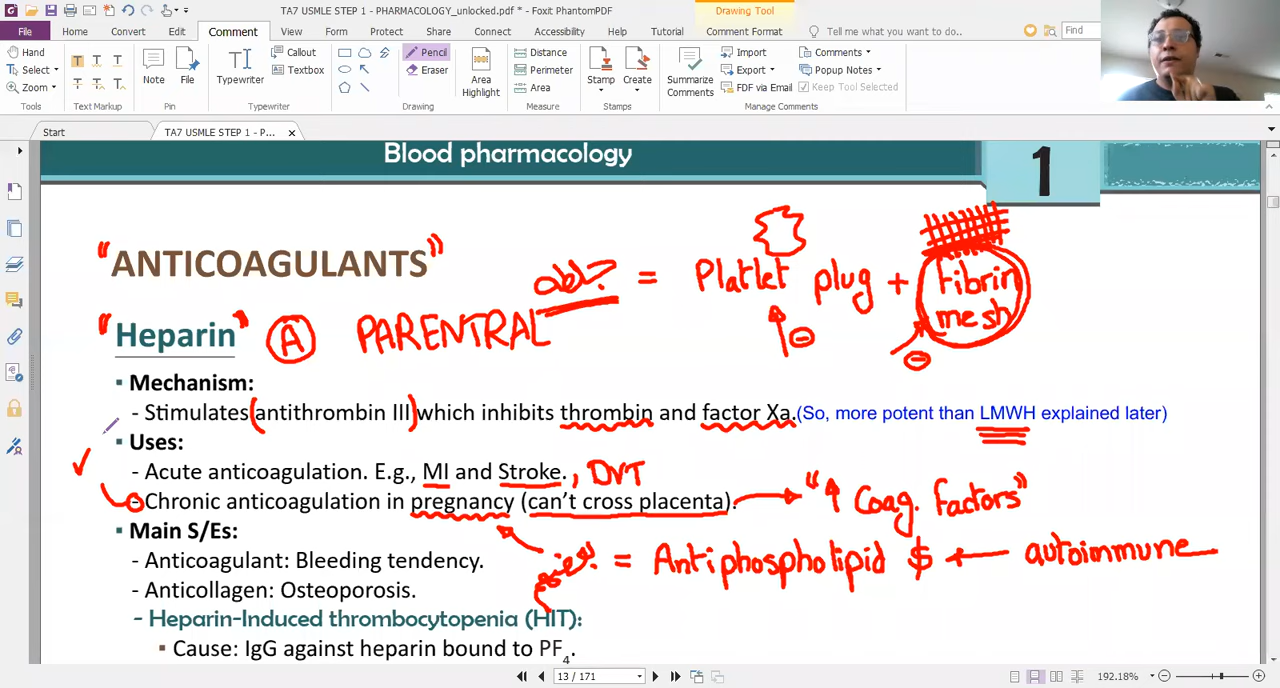 TA7 USMLE STEP 1 - PHARMACOLOGY_unlocked.pdf * - Foxit PhantomPDF
Drawing Tool
File Home Convert Edit Comment View Form Protect Share Connect Accessibility Help Tutorial Comment Format Tell me what you want to do.. Find
Hand
Select
Zoom
Tools
T T T
T T T
Text Markup
Note
File
Pin
Typewriter
Callout
Textbox
Typewriter
Pencil
Eraser
Drawing
Area Highlight
Distance
Perimeter
Area
Measure
Stamp
Create
Stamps
Summarize Comments
Import
Export
FDF via Email
Comments
Popup Notes
Keep Tool Selected
Manage Comments
Start
TA7 USMLE STEP 1 - P...
Blood pharmacology
1
"ANTICOAGULANTS"
= Platlet plug + Fibrin mesh
"Heparin" A PARENTRAL
Mechanism:
- Stimulates (antithrombin III) which inhibits thrombin and factor Xa.(So, more potent than LMWH explained later)
Uses:
- Acute anticoagulation. E.g., MI and Stroke. , DVT
- Chronic anticoagulation in pregnancy (can't cross placenta). "↑ Coag. Factors"
Main S/Es:
- Anticoagulant: Bleeding tendency.
= Antiphospholipid $ ← autoimmune
- Anticollagen: Osteoporosis.
- Heparin-Induced thrombocytopenia (HIT):
Cause: IgG against heparin bound to PF4.
13 / 171
192.18%